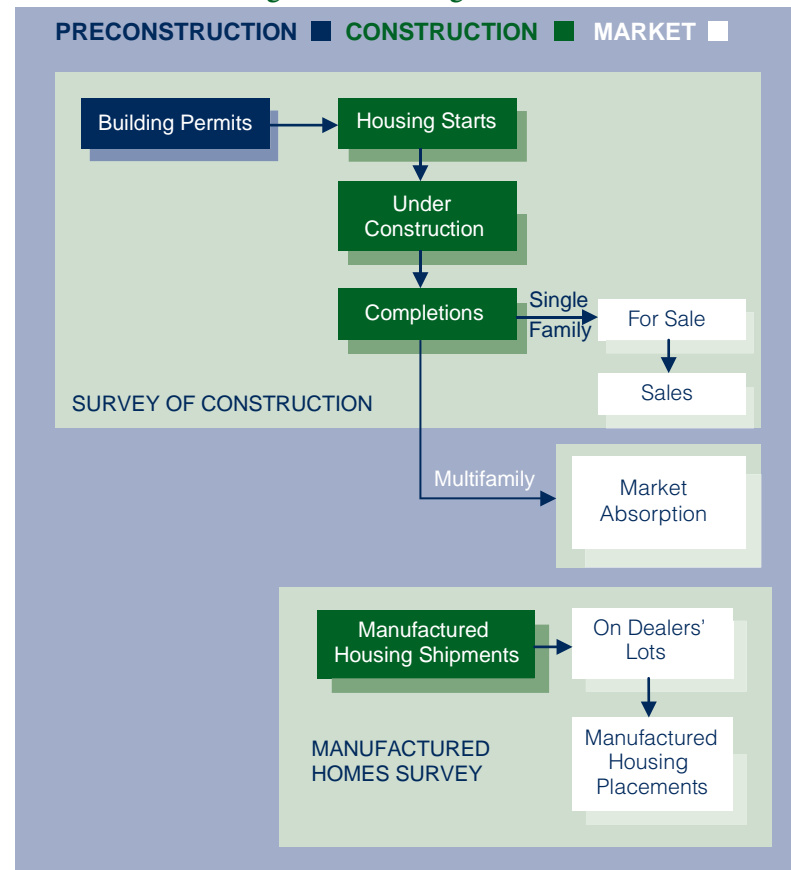 PRECONSTRUCTION CONSTRUCTION MARKET
Building Permits
Housing Starts
Under
Construction
Completions
Single
Family
For Sale
Sales
SURVEY OF CONSTRUCTION
Multifamily
Market
Absorption
Manufactured
Housing Shipments
On Dealers’
Lots
MANUFACTURED
HOMES SURVEY
Manufactured
Housing
Placements